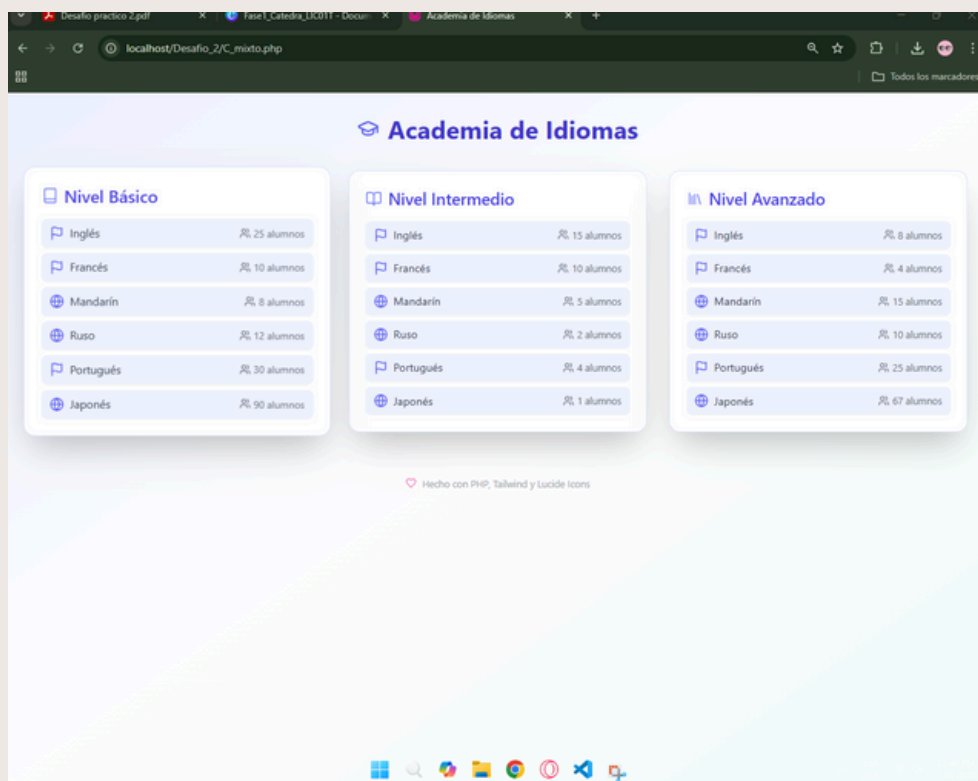 Desafio practico 2.pdf
Fase1_Catedra_LIC01T - Docum
Academia de Idiomas
localhost/Desafio_2/C_mixto.php
Todos los marcadores
Academia de Idiomas
Nivel Básico
Inglés 25 alumnos
Francés 10 alumnos
Mandarín 8 alumnos
Ruso 12 alumnos
Portugués 30 alumnos
Japonés 90 alumnos
Nivel Intermedio
Inglés 15 alumnos
Francés 10 alumnos
Mandarín 5 alumnos
Ruso 2 alumnos
Portugués 4 alumnos
Japonés 1 alumnos
Nivel Avanzado
Inglés 8 alumnos
Francés 4 alumnos
Mandarín 15 alumnos
Ruso 10 alumnos
Portugués 25 alumnos
Japonés 67 alumnos
Hecho con PHP, Tailwind y Lucide Icons